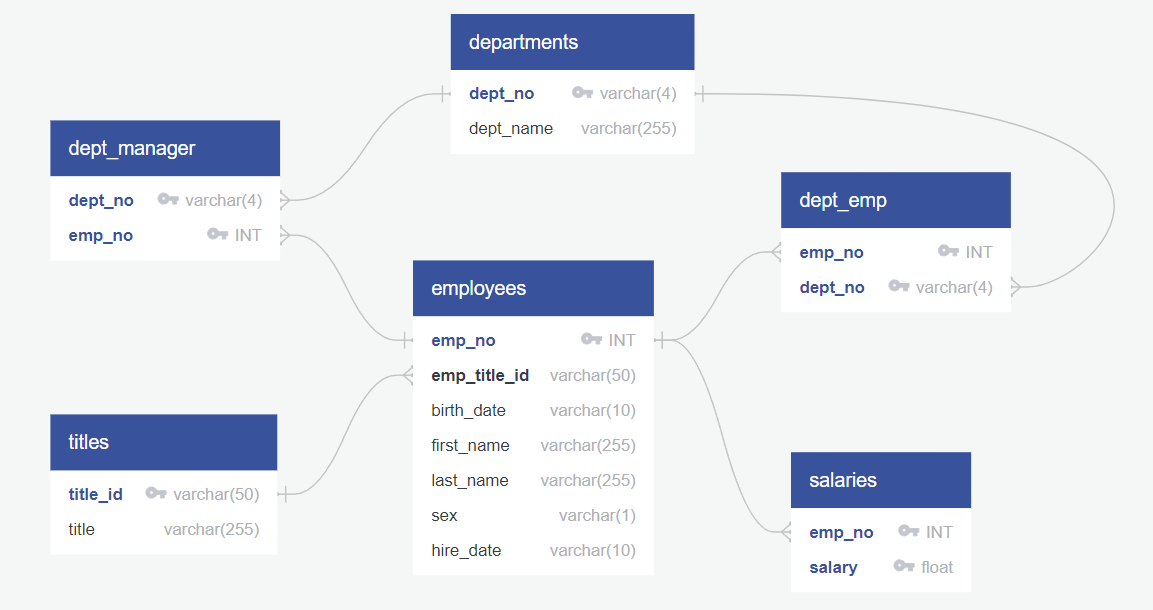 departments
dept_no varchar(4)
dept_name varchar(255)
dept_manager
dept_no varchar(4)
emp_no INT
dept_emp
emp_no INT
dept_no varchar(4)
employees
emp_no INT
emp_title_id varchar(50)
birth_date varchar(10)
first_name varchar(255)
last_name varchar(255)
sex varchar(1)
hire_date varchar(10)
titles
title_id varchar(50)
title varchar(255)
salaries
emp_no INT
salary float